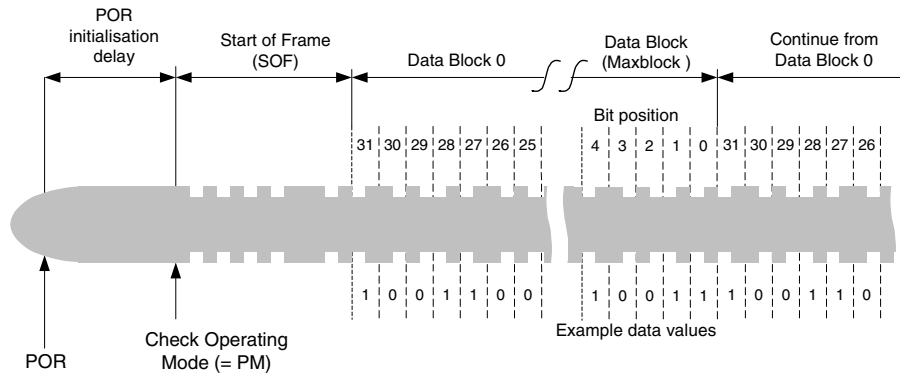 POR
initialisation
delay
Start of Frame
(SOF)
Data Block 0
Data Block
(Maxblock )
Continue from
Data Block 0
Bit position
31 30 29 28 27 26 25 4 3 2 1 0 31 30 29 28 27 26
1 0 0 1 1 0 0 1 0 0 1 1 1 0 0 1 1 0
Example data values
POR
Check Operating
Mode (= PM)